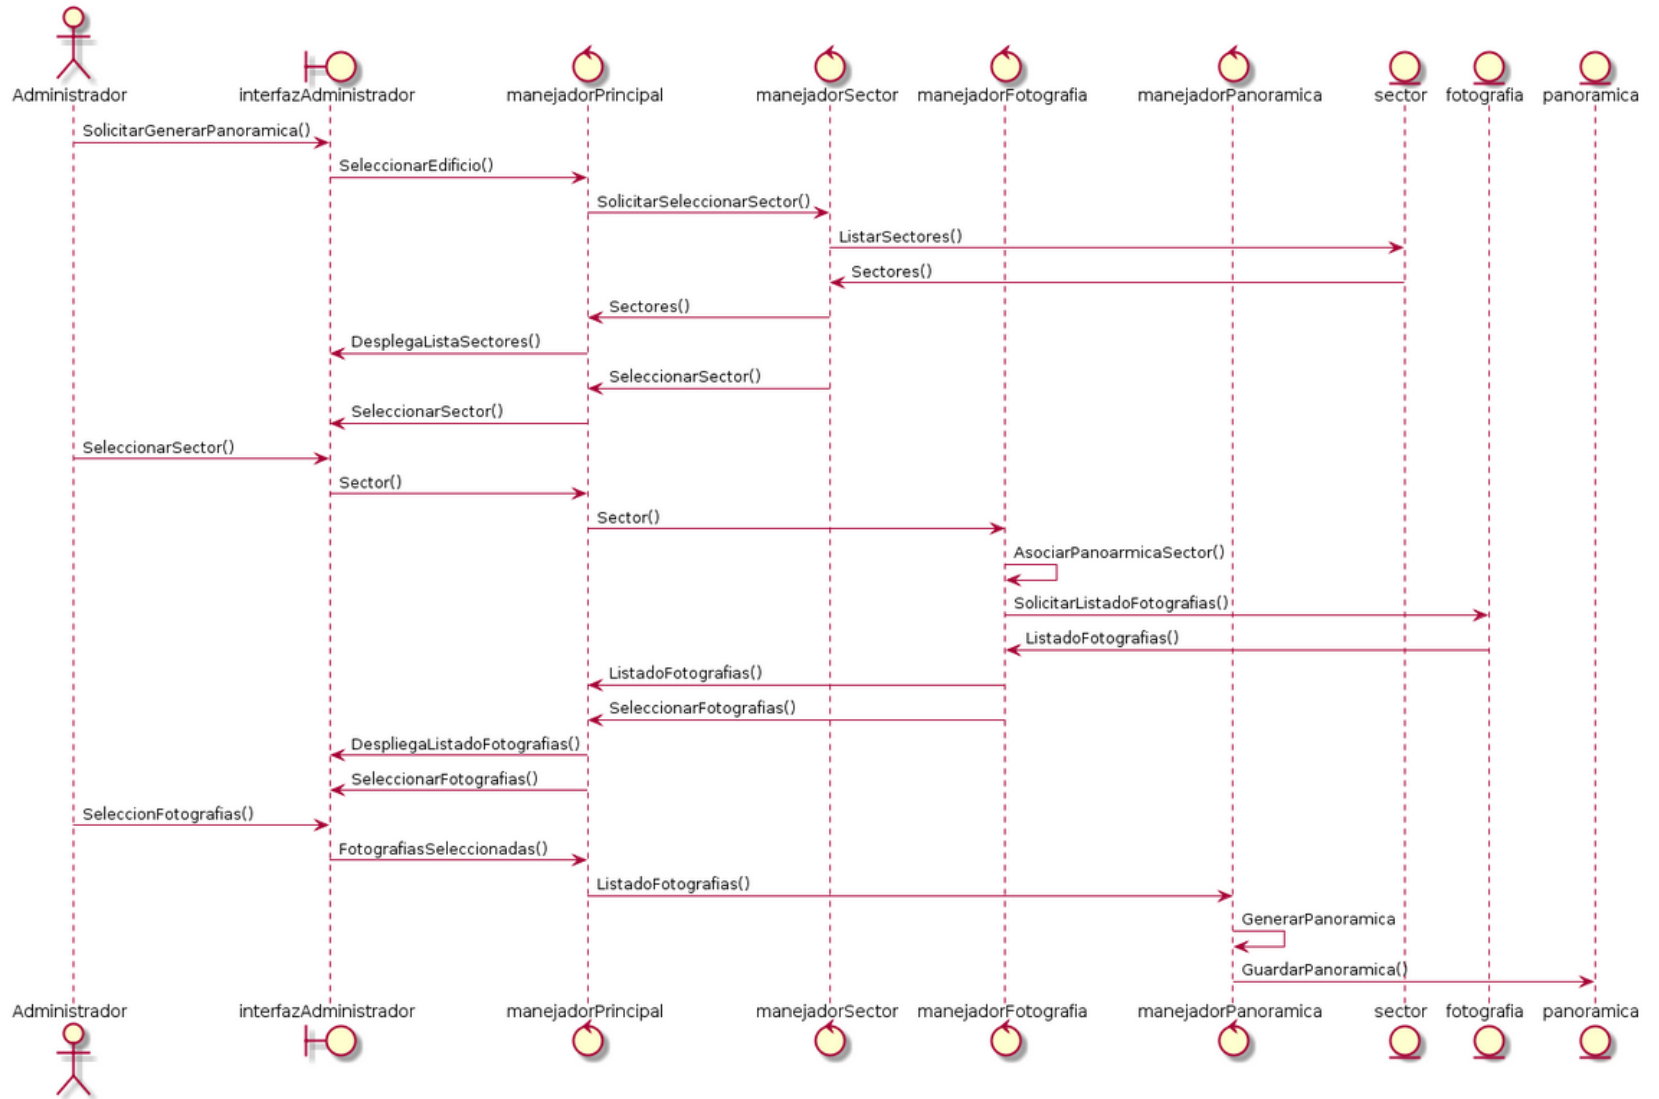 Administrador interfazAdministrador manejadorPrincipal manejadorSector manejadorFotografia manejadorPanoramica sector fotografia panoramica
SolicitarGenerarPanoramica()
SeleccionarEdificio()
SolicitarSeleccionarSector()
ListarSectores()
Sectores()
Sectores()
DesplegaListaSectores()
SeleccionarSector()
SeleccionarSector()
SeleccionarSector()
Sector()
Sector()
AsociarPanoarmicaSector()
SolicitarListadoFotografias()
ListadoFotografias()
ListadoFotografias()
SeleccionarFotografias()
DespliegaListadoFotografias()
SeleccionarFotografias()
SeleccionFotografias()
FotografiasSeleccionadas()
ListadoFotografias()
GenerarPanoramica
GuardarPanoramica()
Administrador interfazAdministrador manejadorPrincipal manejadorSector manejadorFotografia manejadorPanoramica sector fotografia panoramica